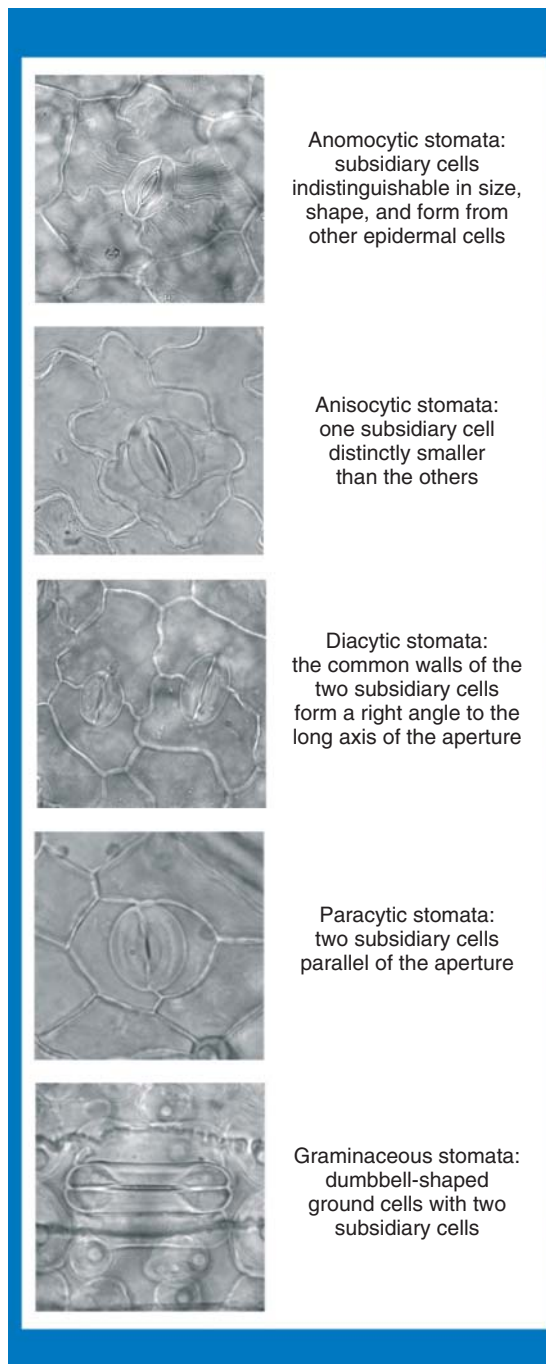 Anomocytic stomata:
subsidiary cells
indistinguishable in size,
shape, and form from
other epidermal cells
Anisocytic stomata:
one subsidiary cell
distinctly smaller
than the others
Diacytic stomata:
the common walls of the
two subsidiary cells
form a right angle to the
long axis of the aperture
Paracytic stomata:
two subsidiary cells
parallel of the aperture
Graminaceous stomata:
dumbbell-shaped
ground cells with two
subsidiary cells